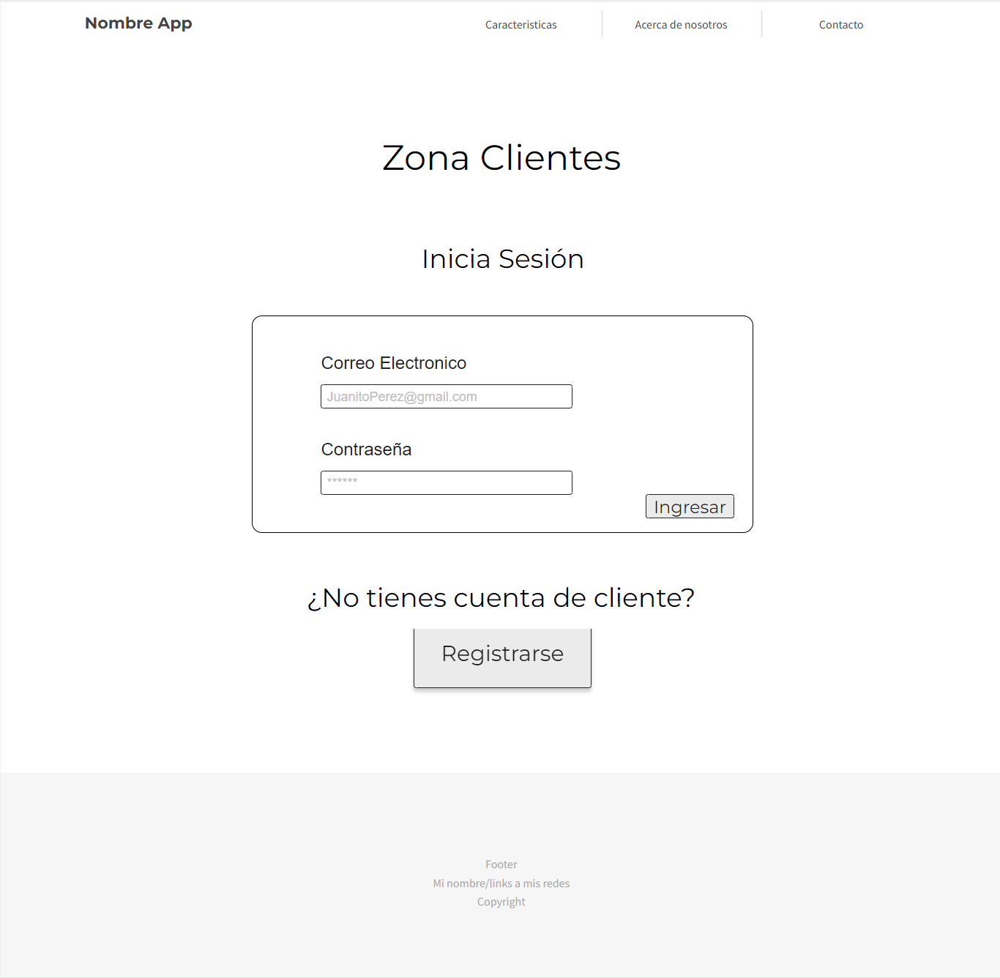 Nombre App
Caracteristicas
Acerca de nosotros
Contacto
Zona Clientes
Inicia Sesión
Correo Electronico
JuanitoPerez@gmail.com
Contraseña
******
Ingresar
¿No tienes cuenta de cliente?
Registrarse
Footer
Mi nombre/links a mis redes
Copyright